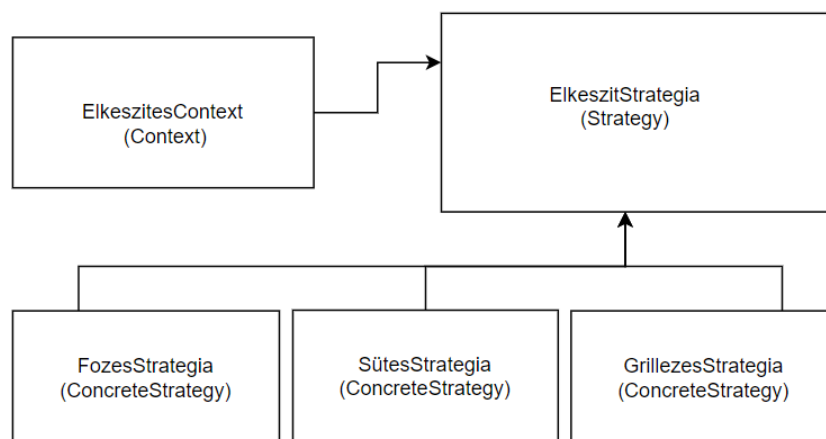 ElkeszitesContext
(Context)
ElkeszitStrategia
(Strategy)
FozesStrategia
(ConcreteStrategy)
SütesStrategia
(ConcreteStrategy)
GrillezesStrategia
(ConcreteStrategy)